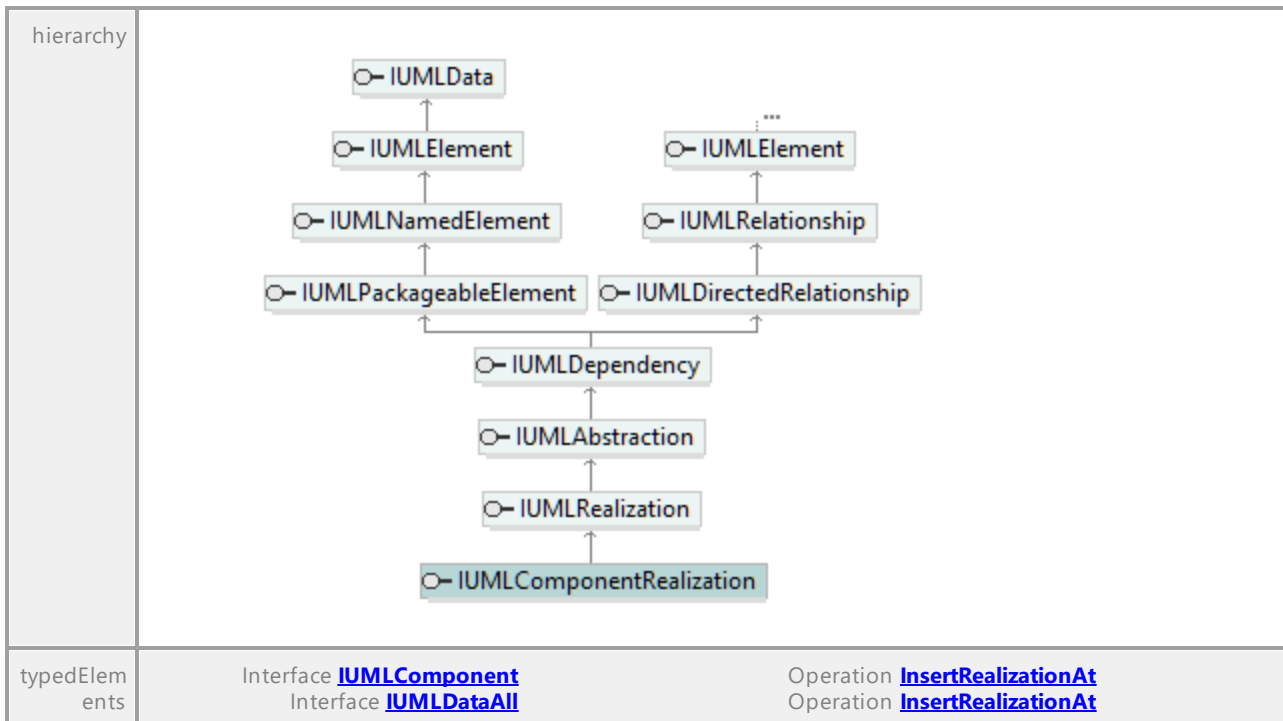 hierarchy
IUMLData
...
IUMLElement IUMLElement
IUMLNamedElement IUMLRelationship
IUMLPackageableElement IUMLDirectedRelationship
IUMLDependency
IUMLAbstraction
IUMLRealization
IUMLComponentRealization
typedElem
ents
Interface IUMLComponent Operation InsertRealizationAt
Interface IUMLDataAll Operation InsertRealizationAt